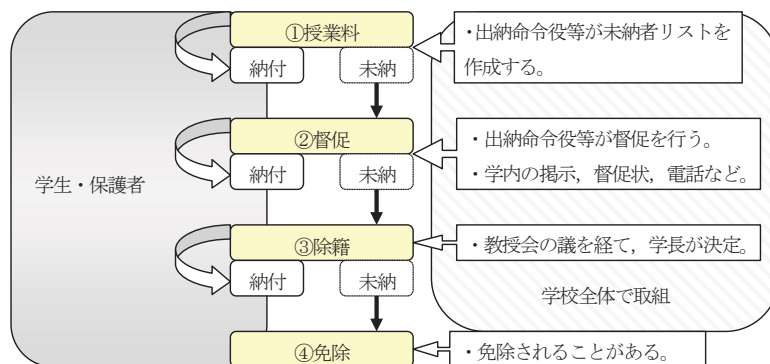 ①授業料
納付
未納
・出納命令役等が未納者リストを
作成する。
②督促
納付
未納
・出納命令役等が督促を行う。
・学内の掲示，督促状，電話など。
学生・保護者
③除籍
納付
未納
・教授会の議を経て，学長が決定。
学校全体で取組
④免除
・免除されることがある。